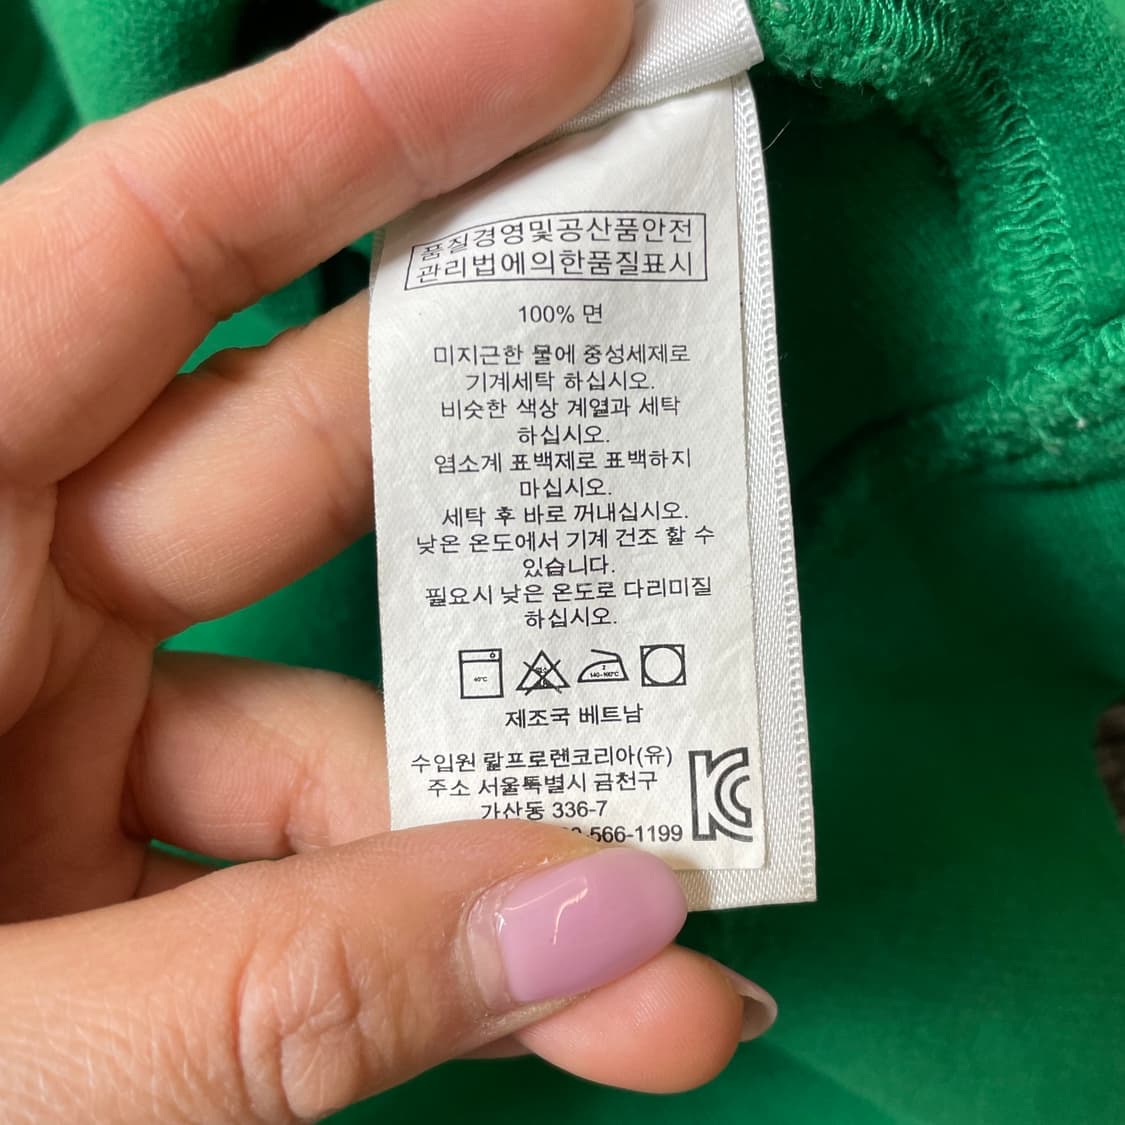 품질경영및공산품안전
관리법에의한품질표시
100% 면
미지근한 물에 중성세제로
기계세탁 하십시오.
비슷한 색상 계열과 세탁
하십시오.
염소계 표백제로 표백하지
마십시오.
세탁 후 바로 꺼내십시오.
낮은 온도에서 기계 건조 할 수
있습니다.
필요시 낮은 온도로 다리미질
하십시오.
40°C
2
140-160°C
제조국 베트남
수입원 랄프로렌코리아(유)
주소 서울특별시 금천구
가산동 336-7
566-1199
KC